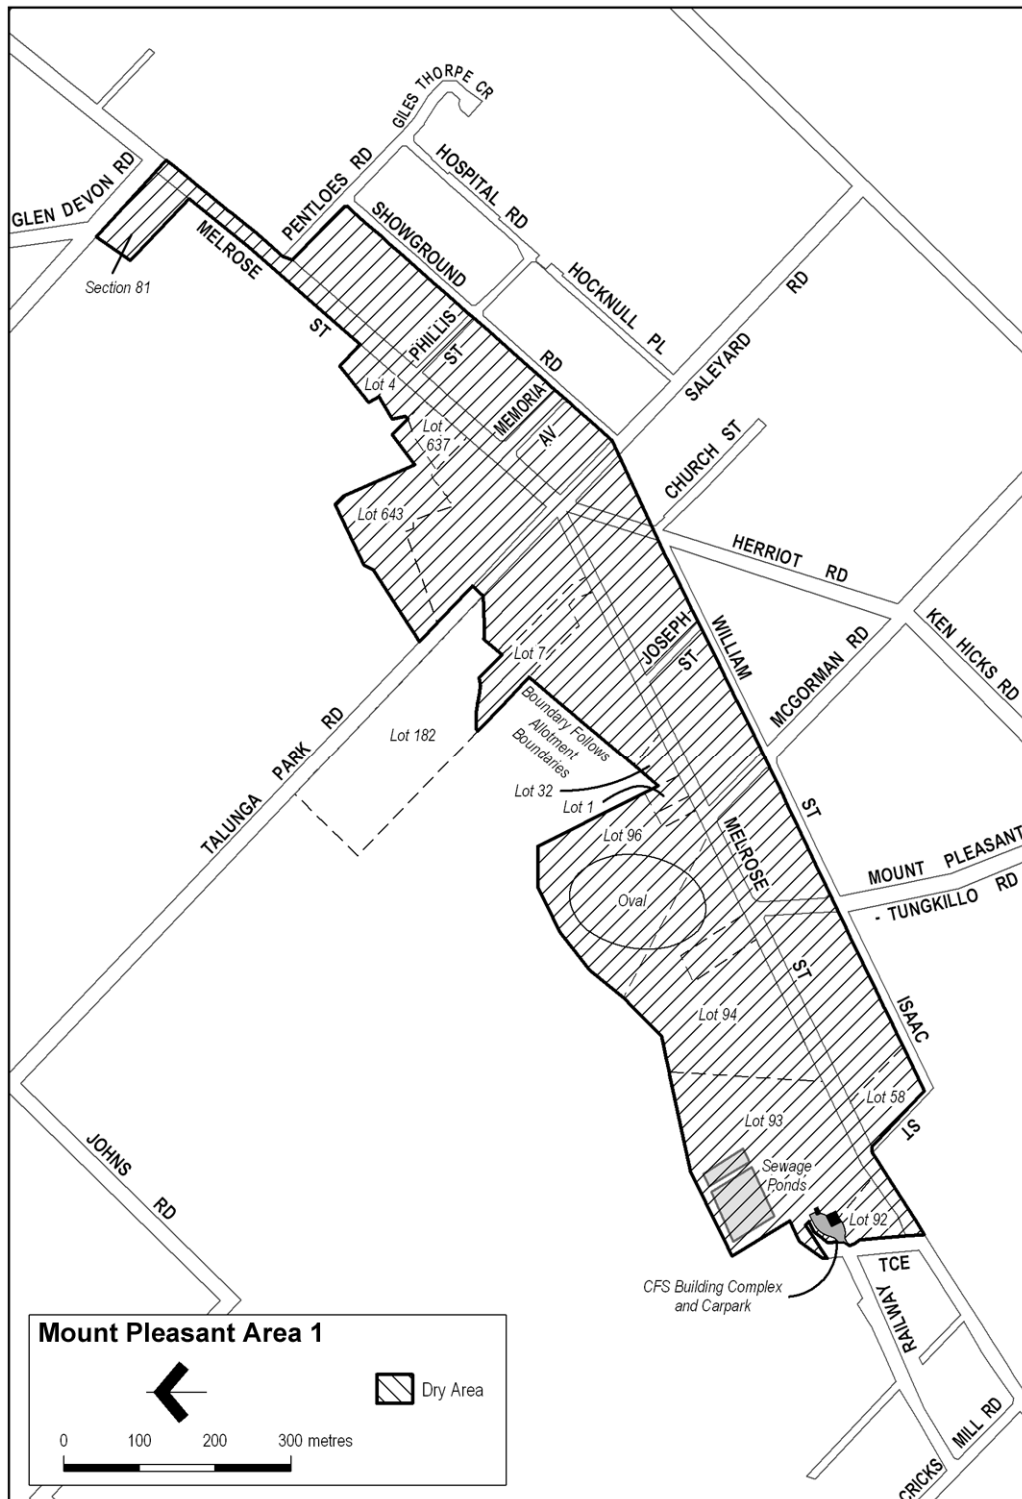 GILES THORPE CR
GLEN DEVON RD
PENTLOES RD
HOSPITAL RD
SHOWGROUND
RD
MELROSE
ST
Section 81
HOCKNULL PL
SALEYARD RD
PHILLIS
ST
Lot 4
MEMORIA
AV
Lot
637
CHURCH ST
Lot 643
HERRIOT RD
KEN HICKS RD
JOSEPH
ST
WILLIAM
ST
MCGORMAN RD
Lot 7
Boundary Follows
Allotment
Boundaries
TALUNGA PARK RD
Lot 182
Lot 32
Lot 1
Lot 96
MELROSE
ST
MOUNT PLEASANT
- TUNGKILLO RD
Oval
Lot 94
ISAAC
ST
Lot 58
Lot 93
JOHNS RD
Sewage
Ponds
Lot 92
CFS Building Complex
and Carpark
TCE
RAILWAY
MILL RD
CRICKS
Mount Pleasant Area 1
Dry Area
0 100 200 300 metres